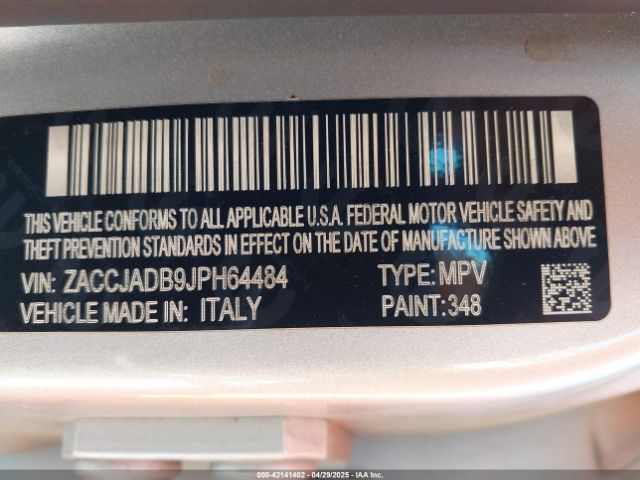 THIS VEHICLE CONFORMS TO ALL APPLICABLE U.S.A. FEDERAL MOTOR VEHICLE SAFETY AND
THEFT PREVENTION STANDARDS IN EFFECT ON THE DATE OF MANUFACTURE SHOWN ABOVE
VIN: ZACCJADB9JPH64484 TYPE: MPV
VEHICLE MADE IN: ITALY PAINT: 348
000-42141402 - 04/29/2025 - IAAI.COM